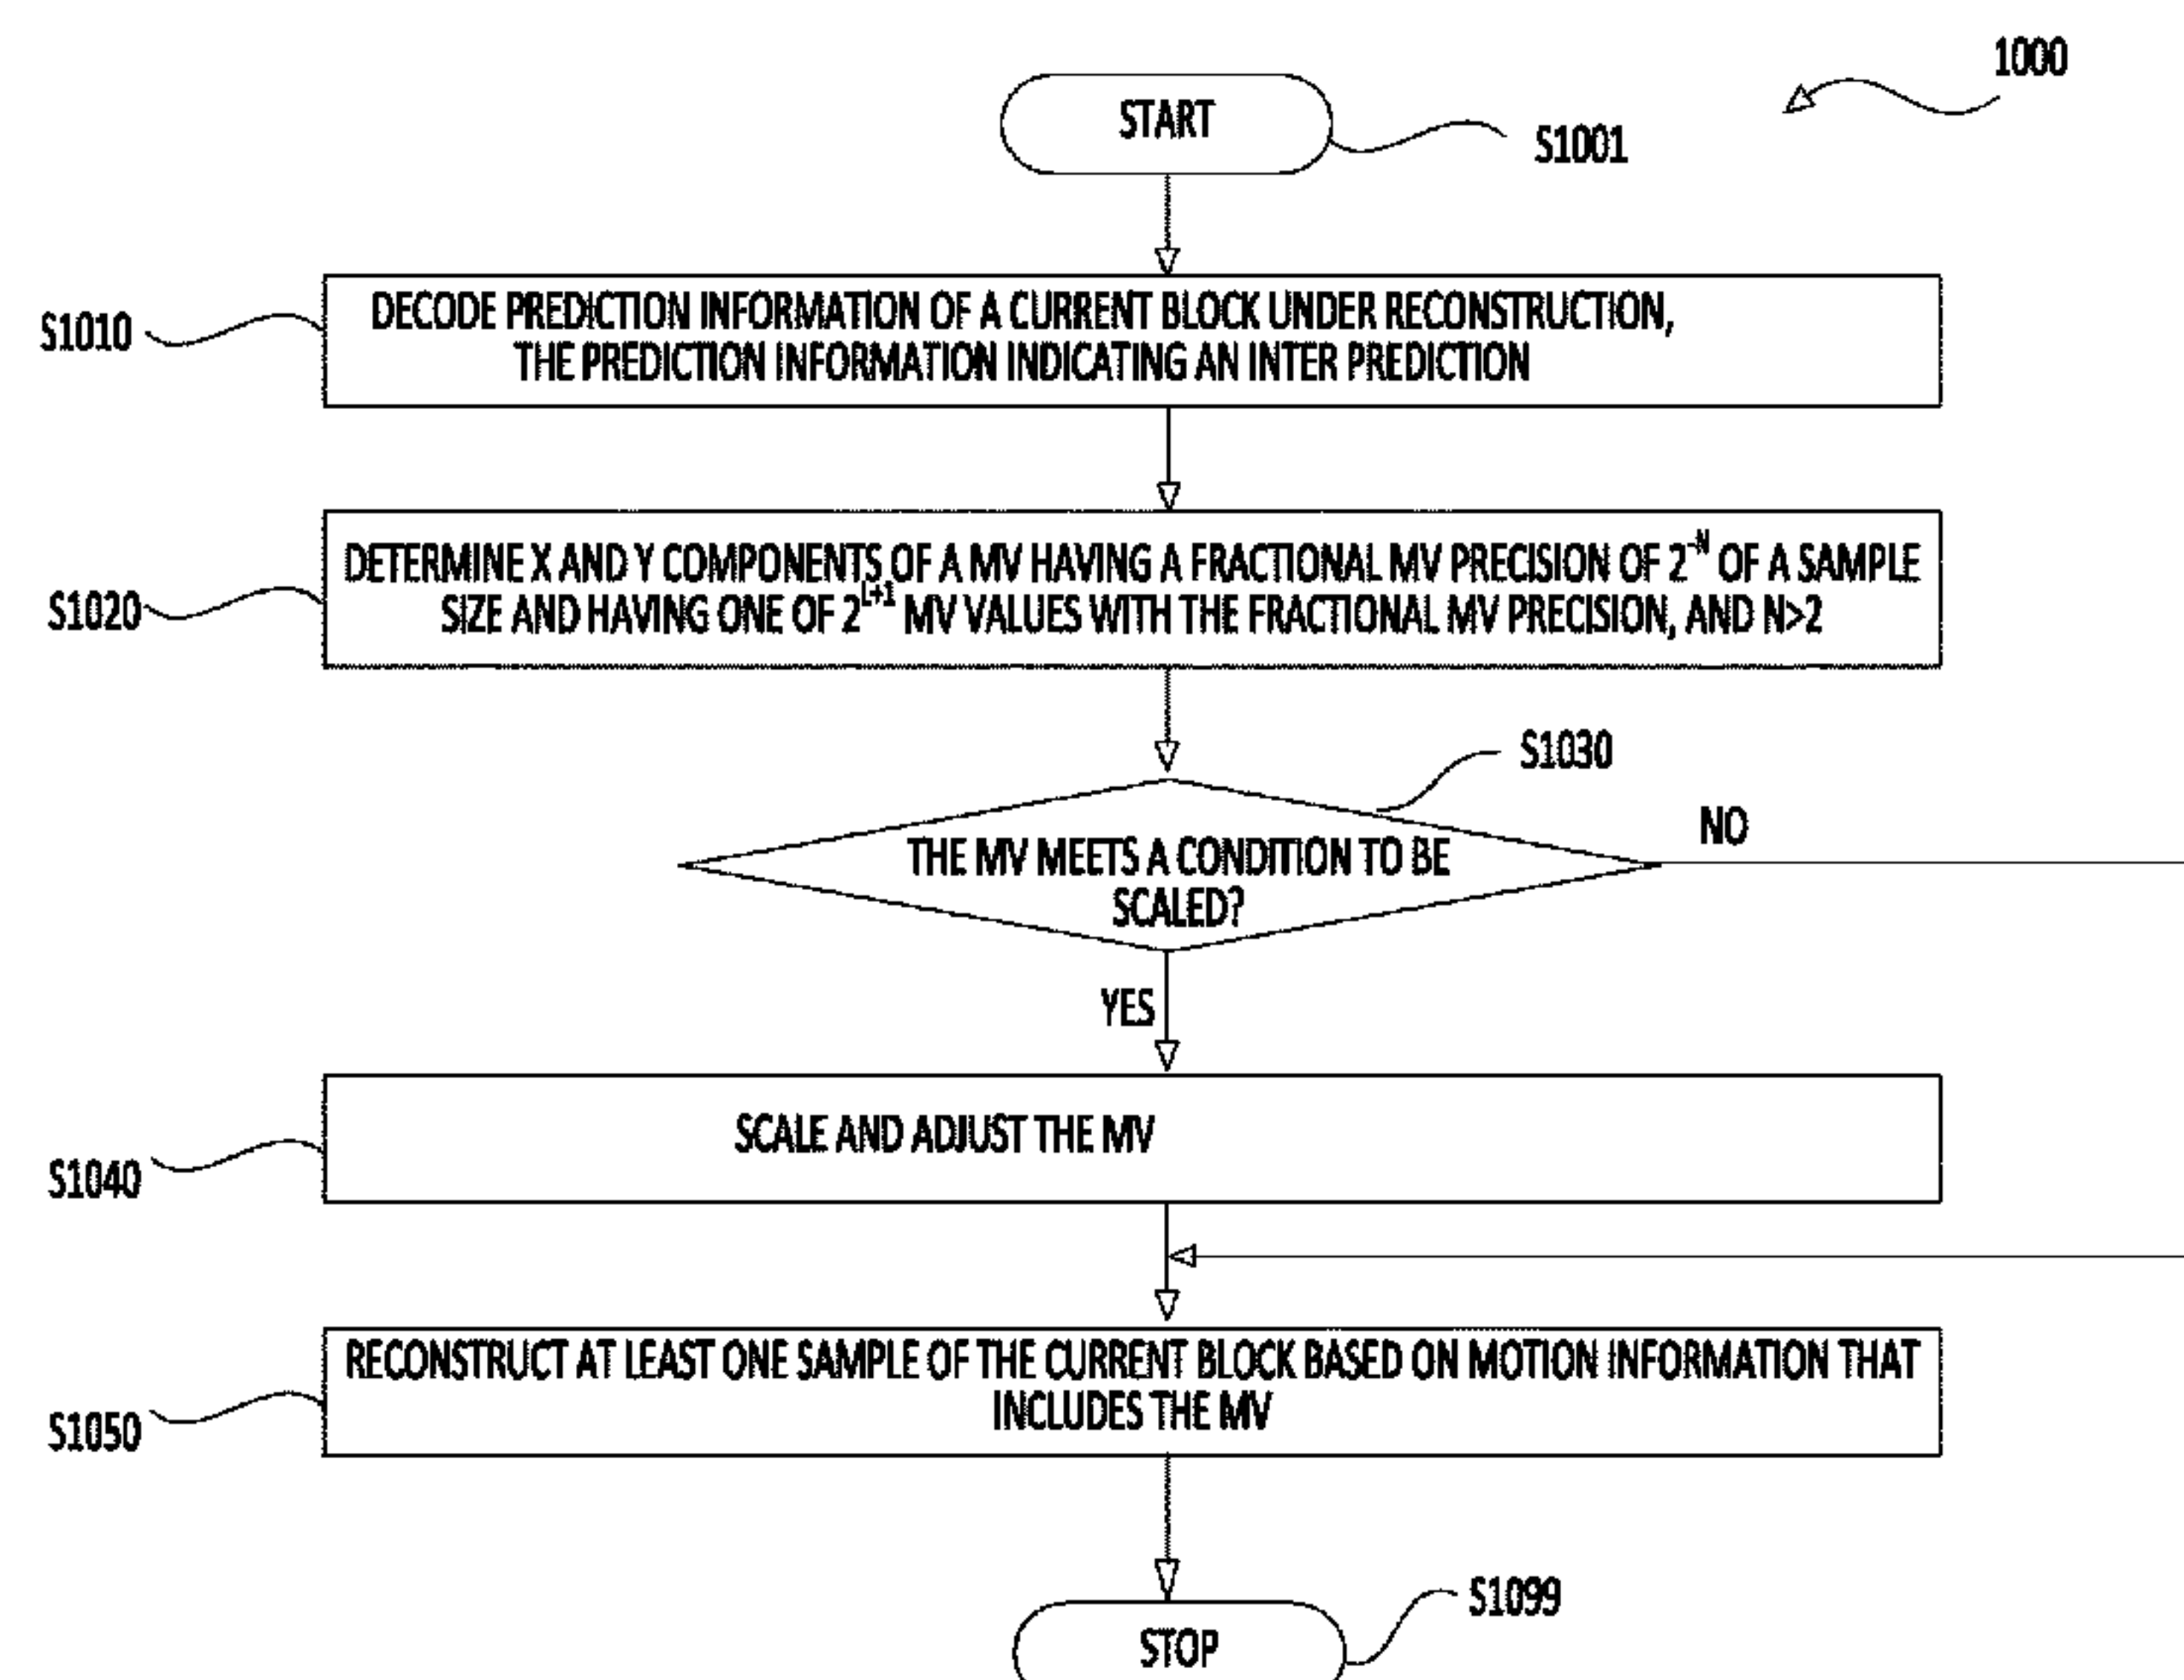 1000
START
S1001
S1010
DECODE PREDICTION INFORMATION OF A CURRENT BLOCK UNDER RECONSTRUCTION,
THE PREDICTION INFORMATION INDICATING AN INTER PREDICTION
S1020
DETERMINE X AND Y COMPONENTS OF A MV HAVING A FRACTIONAL MV PRECISION OF 2⁻ᴺ OF A SAMPLE
SIZE AND HAVING ONE OF 2ᴸ⁺¹ MV VALUES WITH THE FRACTIONAL MV PRECISION, AND N>2
S1030
THE MV MEETS A CONDITION TO BE
SCALED?
NO
YES
S1040
SCALE AND ADJUST THE MV
S1050
RECONSTRUCT AT LEAST ONE SAMPLE OF THE CURRENT BLOCK BASED ON MOTION INFORMATION THAT
INCLUDES THE MV
S1099
STOP